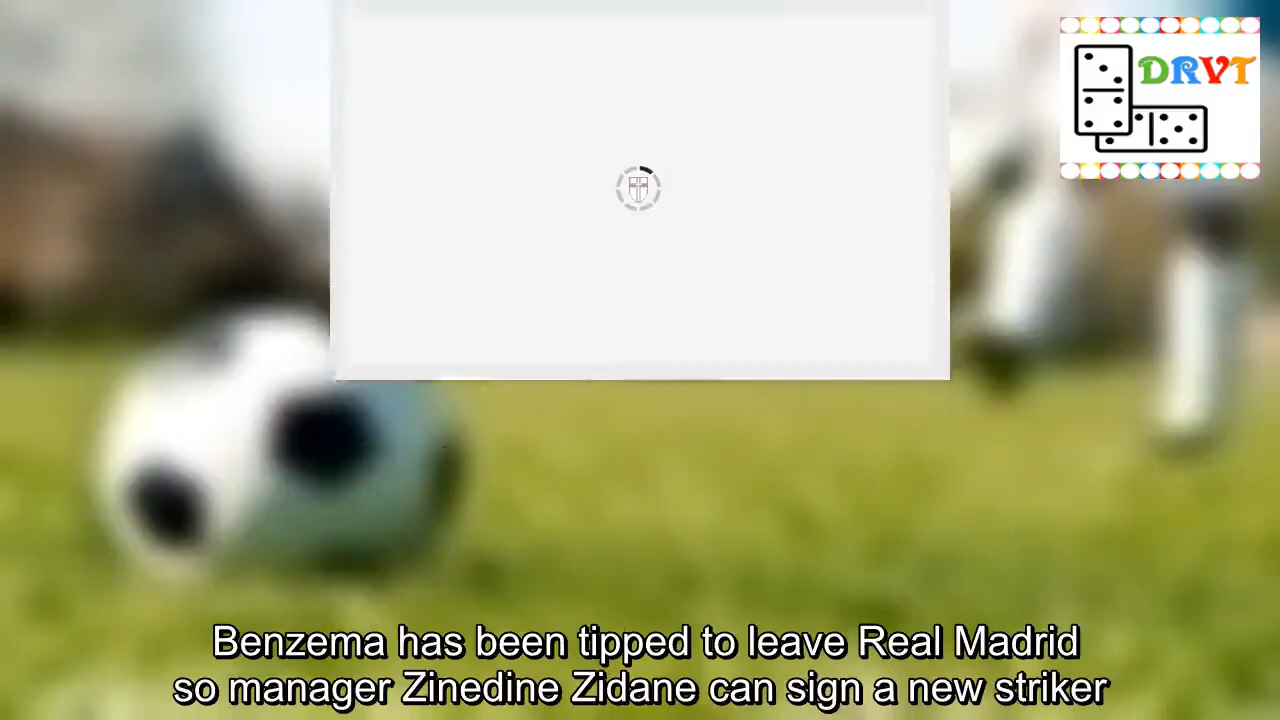 DRVT
Benzema has been tipped to leave Real Madrid
so manager Zinedine Zidane can sign a new striker